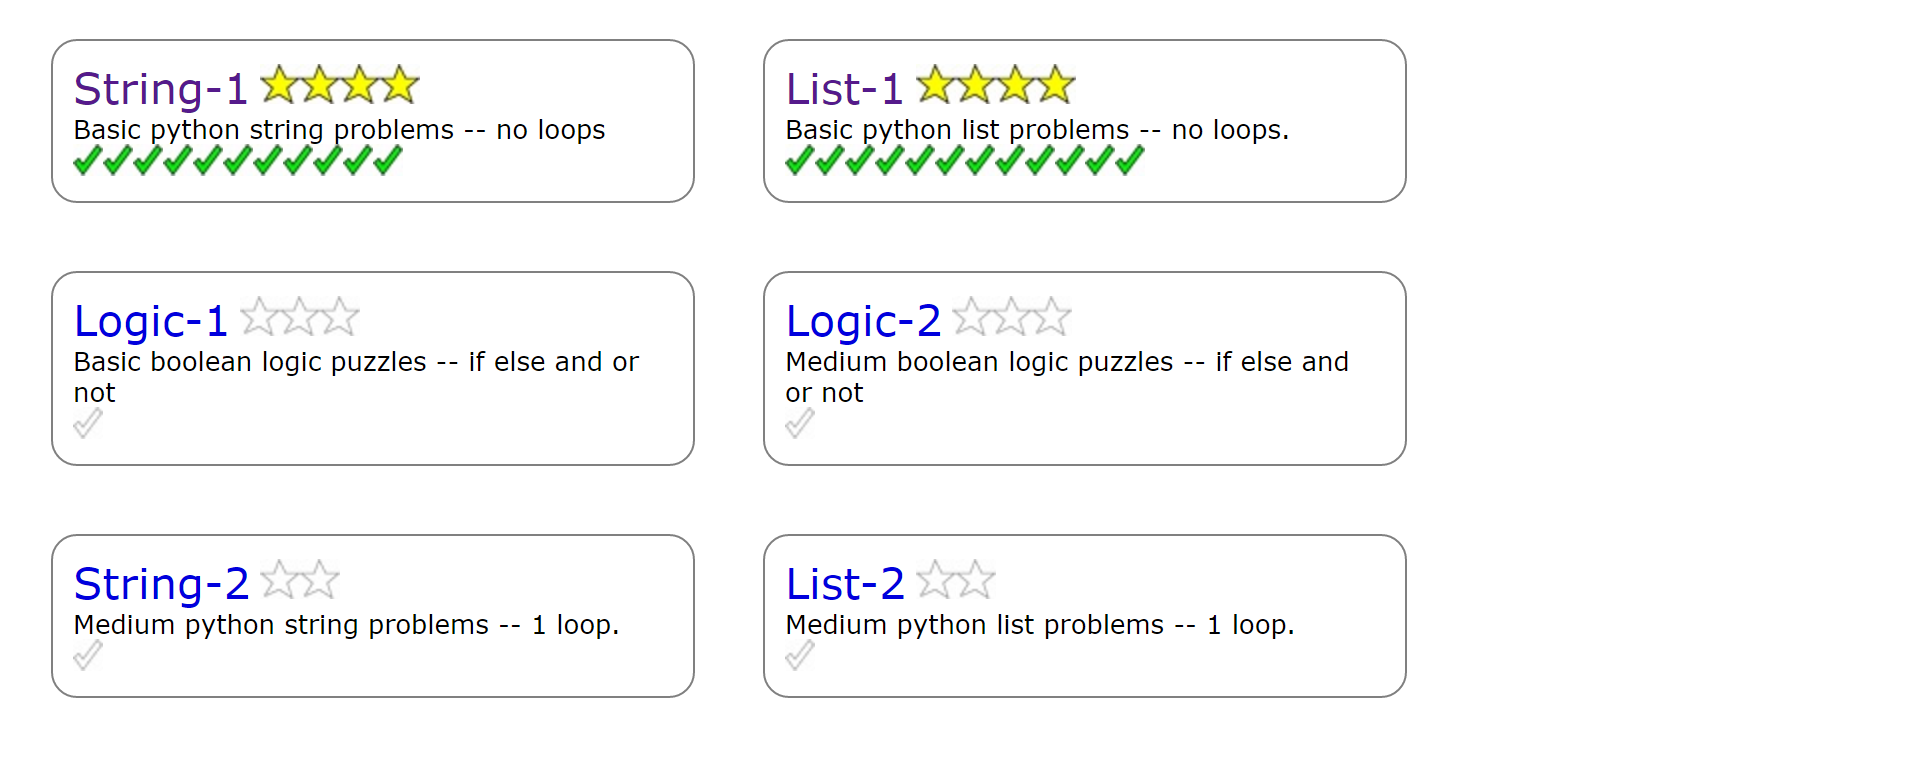 String-1
Basic python string problems -- no loops
List-1
Basic python list problems -- no loops.
Logic-1
Basic boolean logic puzzles -- if else and or
not
Logic-2
Medium boolean logic puzzles -- if else and
or not
String-2
Medium python string problems -- 1 loop.
List-2
Medium python list problems -- 1 loop.